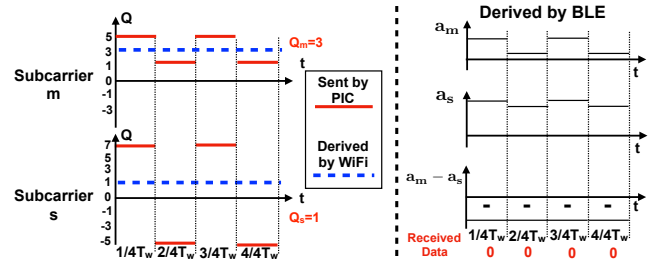 Q
5
3
1
0
-1
-3
Q_m=3
t
Subcarrier
m
Sent by
PIC
Derived
by WiFi
Q
7
5
3
1
0
-1
-3
-5
t
Q_s=1
Subcarrier
s
1/4T_w 2/4T_w 3/4T_w 4/4T_w
Derived by BLE
a_m
t
a_s
t
a_m − a_s
t
1/4T_w 2/4T_w 3/4T_w 4/4T_w
Received
Data
0 0 0 0